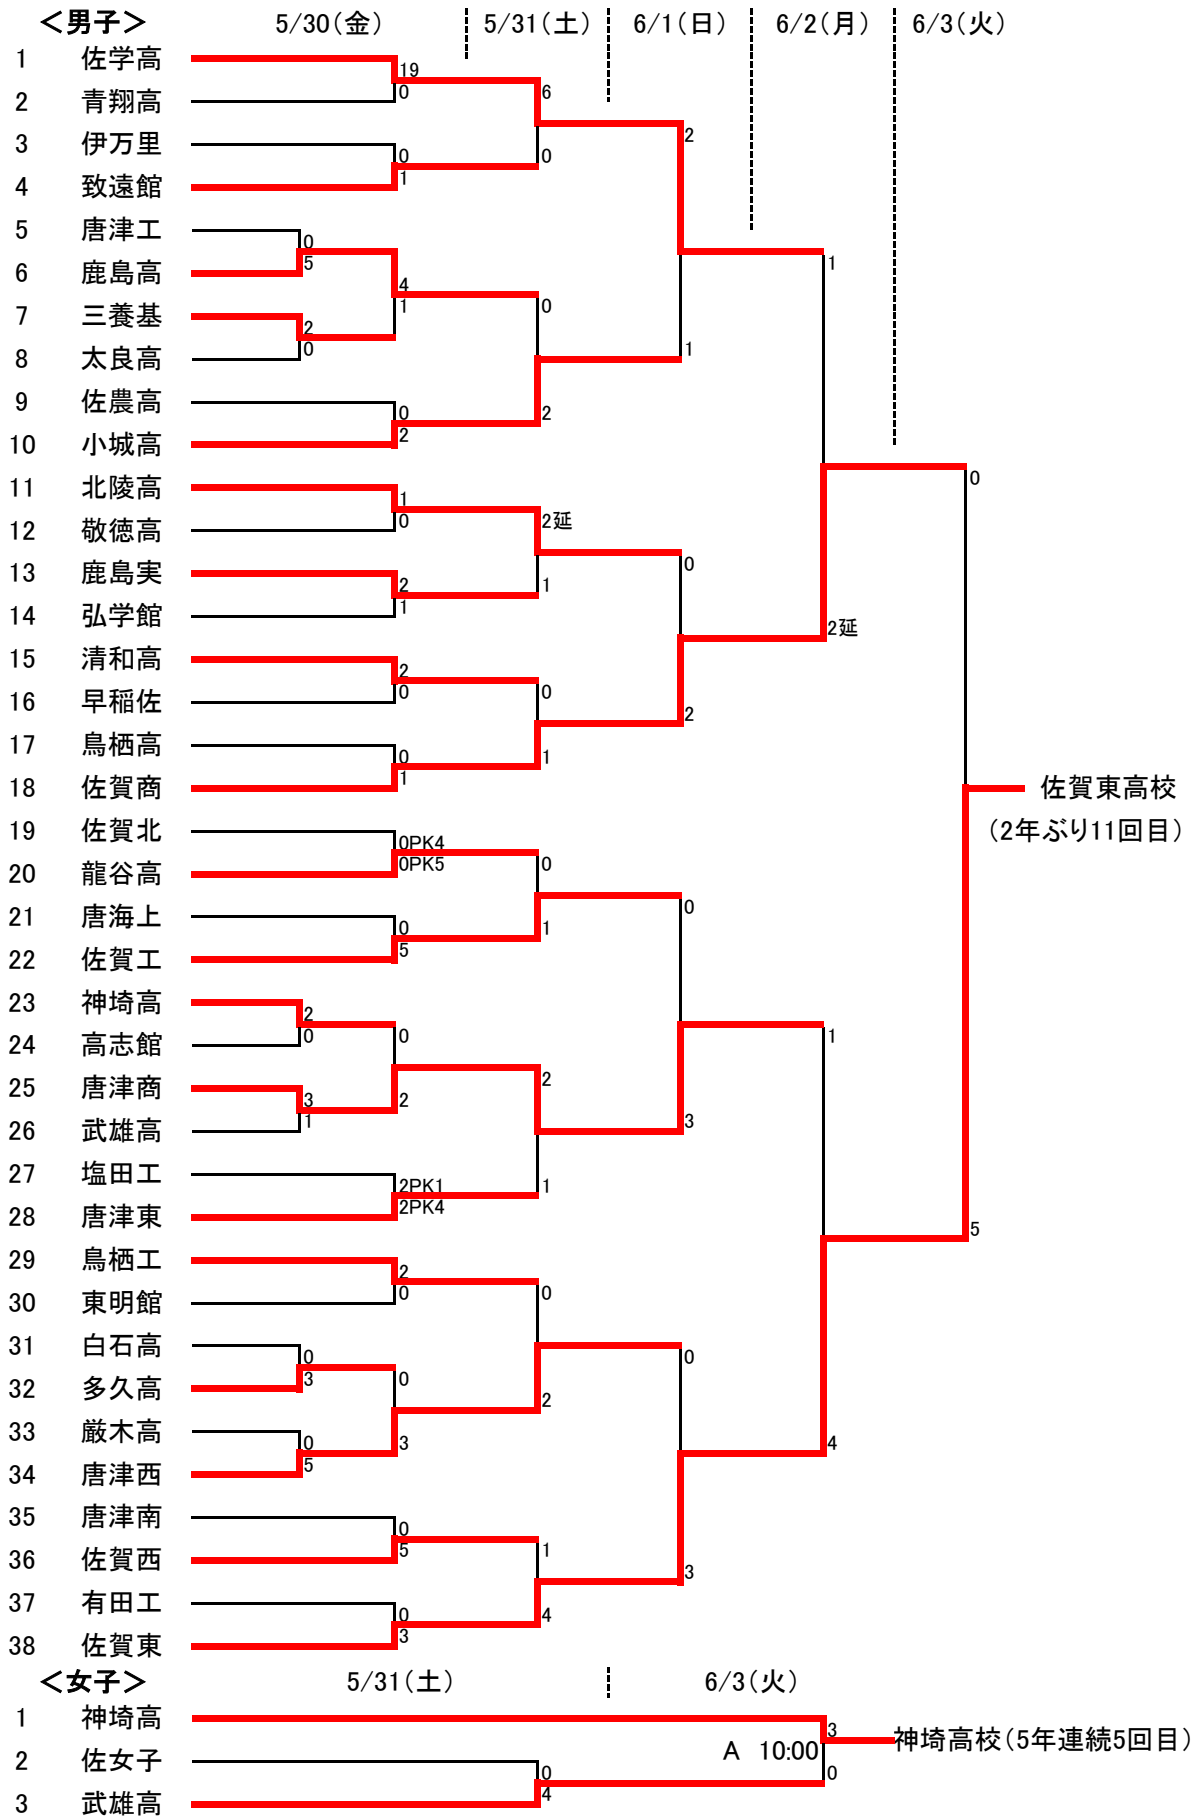 ＜男子＞ 5/30(金) 5/31(土) 6/1(日) 6/2(月) 6/3(火)
1 佐学高
19
6
0
2 青翔高
2
3 伊万里
0
0
1
4 致遠館
5 唐津工
0
5
1
6 鹿島高
4
7 三養基
1
0
2
0
1
8 太良高
9 佐農高
0
2
2
10 小城高
0
11 北陵高
1
0
2延
12 敬徳高
0
13 鹿島実
2
1
1
14 弘学館
2延
15 清和高
2
0
0
16 早稲佐
2
17 鳥栖高
0
1
1
18 佐賀商
佐賀東高校
19 佐賀北
(2年ぶり11回目)
0PK4
0PK5
0
20 龍谷高
0
21 唐海上
0
1
5
22 佐賀工
23 神埼高
2
0
0
1
24 高志館
2
25 唐津商
3
2
1
3
26 武雄高
27 塩田工
2PK1
1
2PK4
28 唐津東
5
29 鳥栖工
2
0
0
30 東明館
31 白石高
0
0
3
0
32 多久高
2
33 厳木高
0
3
4
5
34 唐津西
35 唐津南
0
5
1
36 佐賀西
3
37 有田工
0
4
3
38 佐賀東
＜女子＞ 5/31(土) 6/3(火)
1 神埼高
3
神埼高校(5年連続5回目)
A 10:00
2 佐女子
0
0
4
3 武雄高